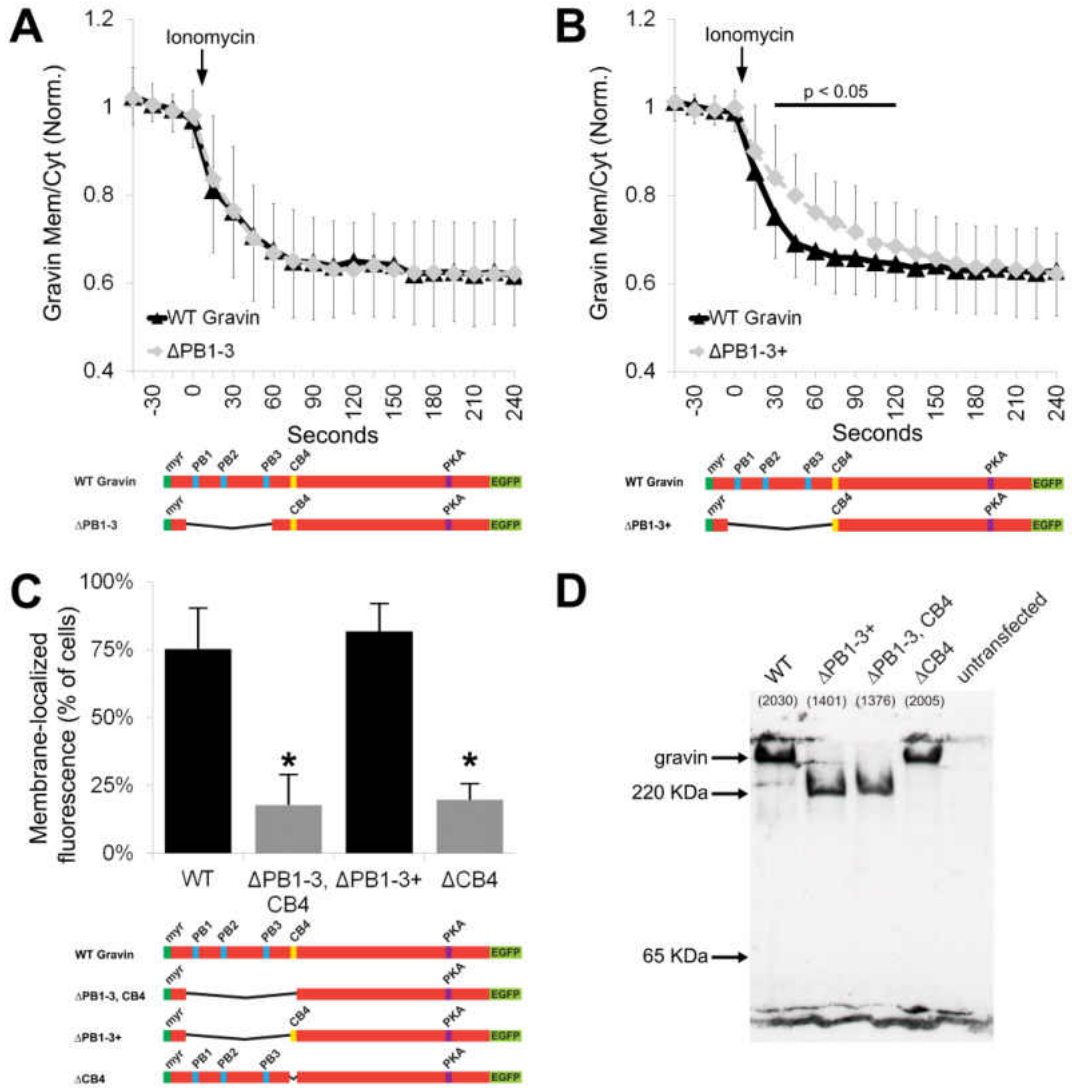 A
Ionomycin
Gravin Mem/Cyt (Norm.)
1.2
1
0.8
0.6
0.4
WT Gravin
ΔPB1-3
-30
0
30
60
90
120
150
180
210
240
Seconds
myr PB1 PB2 PB3 CB4 PKA
WT Gravin EGFP
myr CB4 PKA
ΔPB1-3 EGFP
B
Ionomycin
p < 0.05
Gravin Mem/Cyt (Norm.)
1.2
1
0.8
0.6
0.4
WT Gravin
ΔPB1-3+
-30
0
30
60
90
120
150
180
210
240
Seconds
myr PB1 PB2 PB3 CB4 PKA
WT Gravin EGFP
myr CB4 PKA
ΔPB1-3+ EGFP
C
Membrane-localized
fluorescence (% of cells)
100%
75%
50%
25%
0%
* *
WT
ΔPB1-3,
CB4
ΔPB1-3+
ΔCB4
myr PB1 PB2 PB3 CB4 PKA
WT Gravin EGFP
myr PKA
ΔPB1-3, CB4 EGFP
myr CB4 PKA
ΔPB1-3+ EGFP
myr PB1 PB2 PB3 PKA
ΔCB4 EGFP
D
WT
ΔPB1-3+
ΔPB1-3, CB4
ΔCB4
untransfected
(2030) (1401) (1376) (2005)
gravin
220 KDa
65 KDa